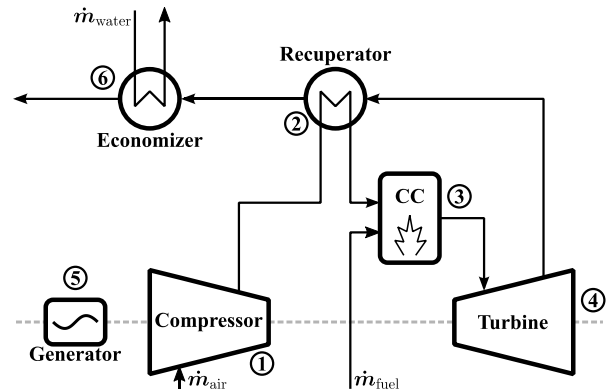 ṁwater
Recuperator
⑥
②
Economizer
CC
③
⑤
④
Compressor
Turbine
Generator
①
ṁair
ṁfuel